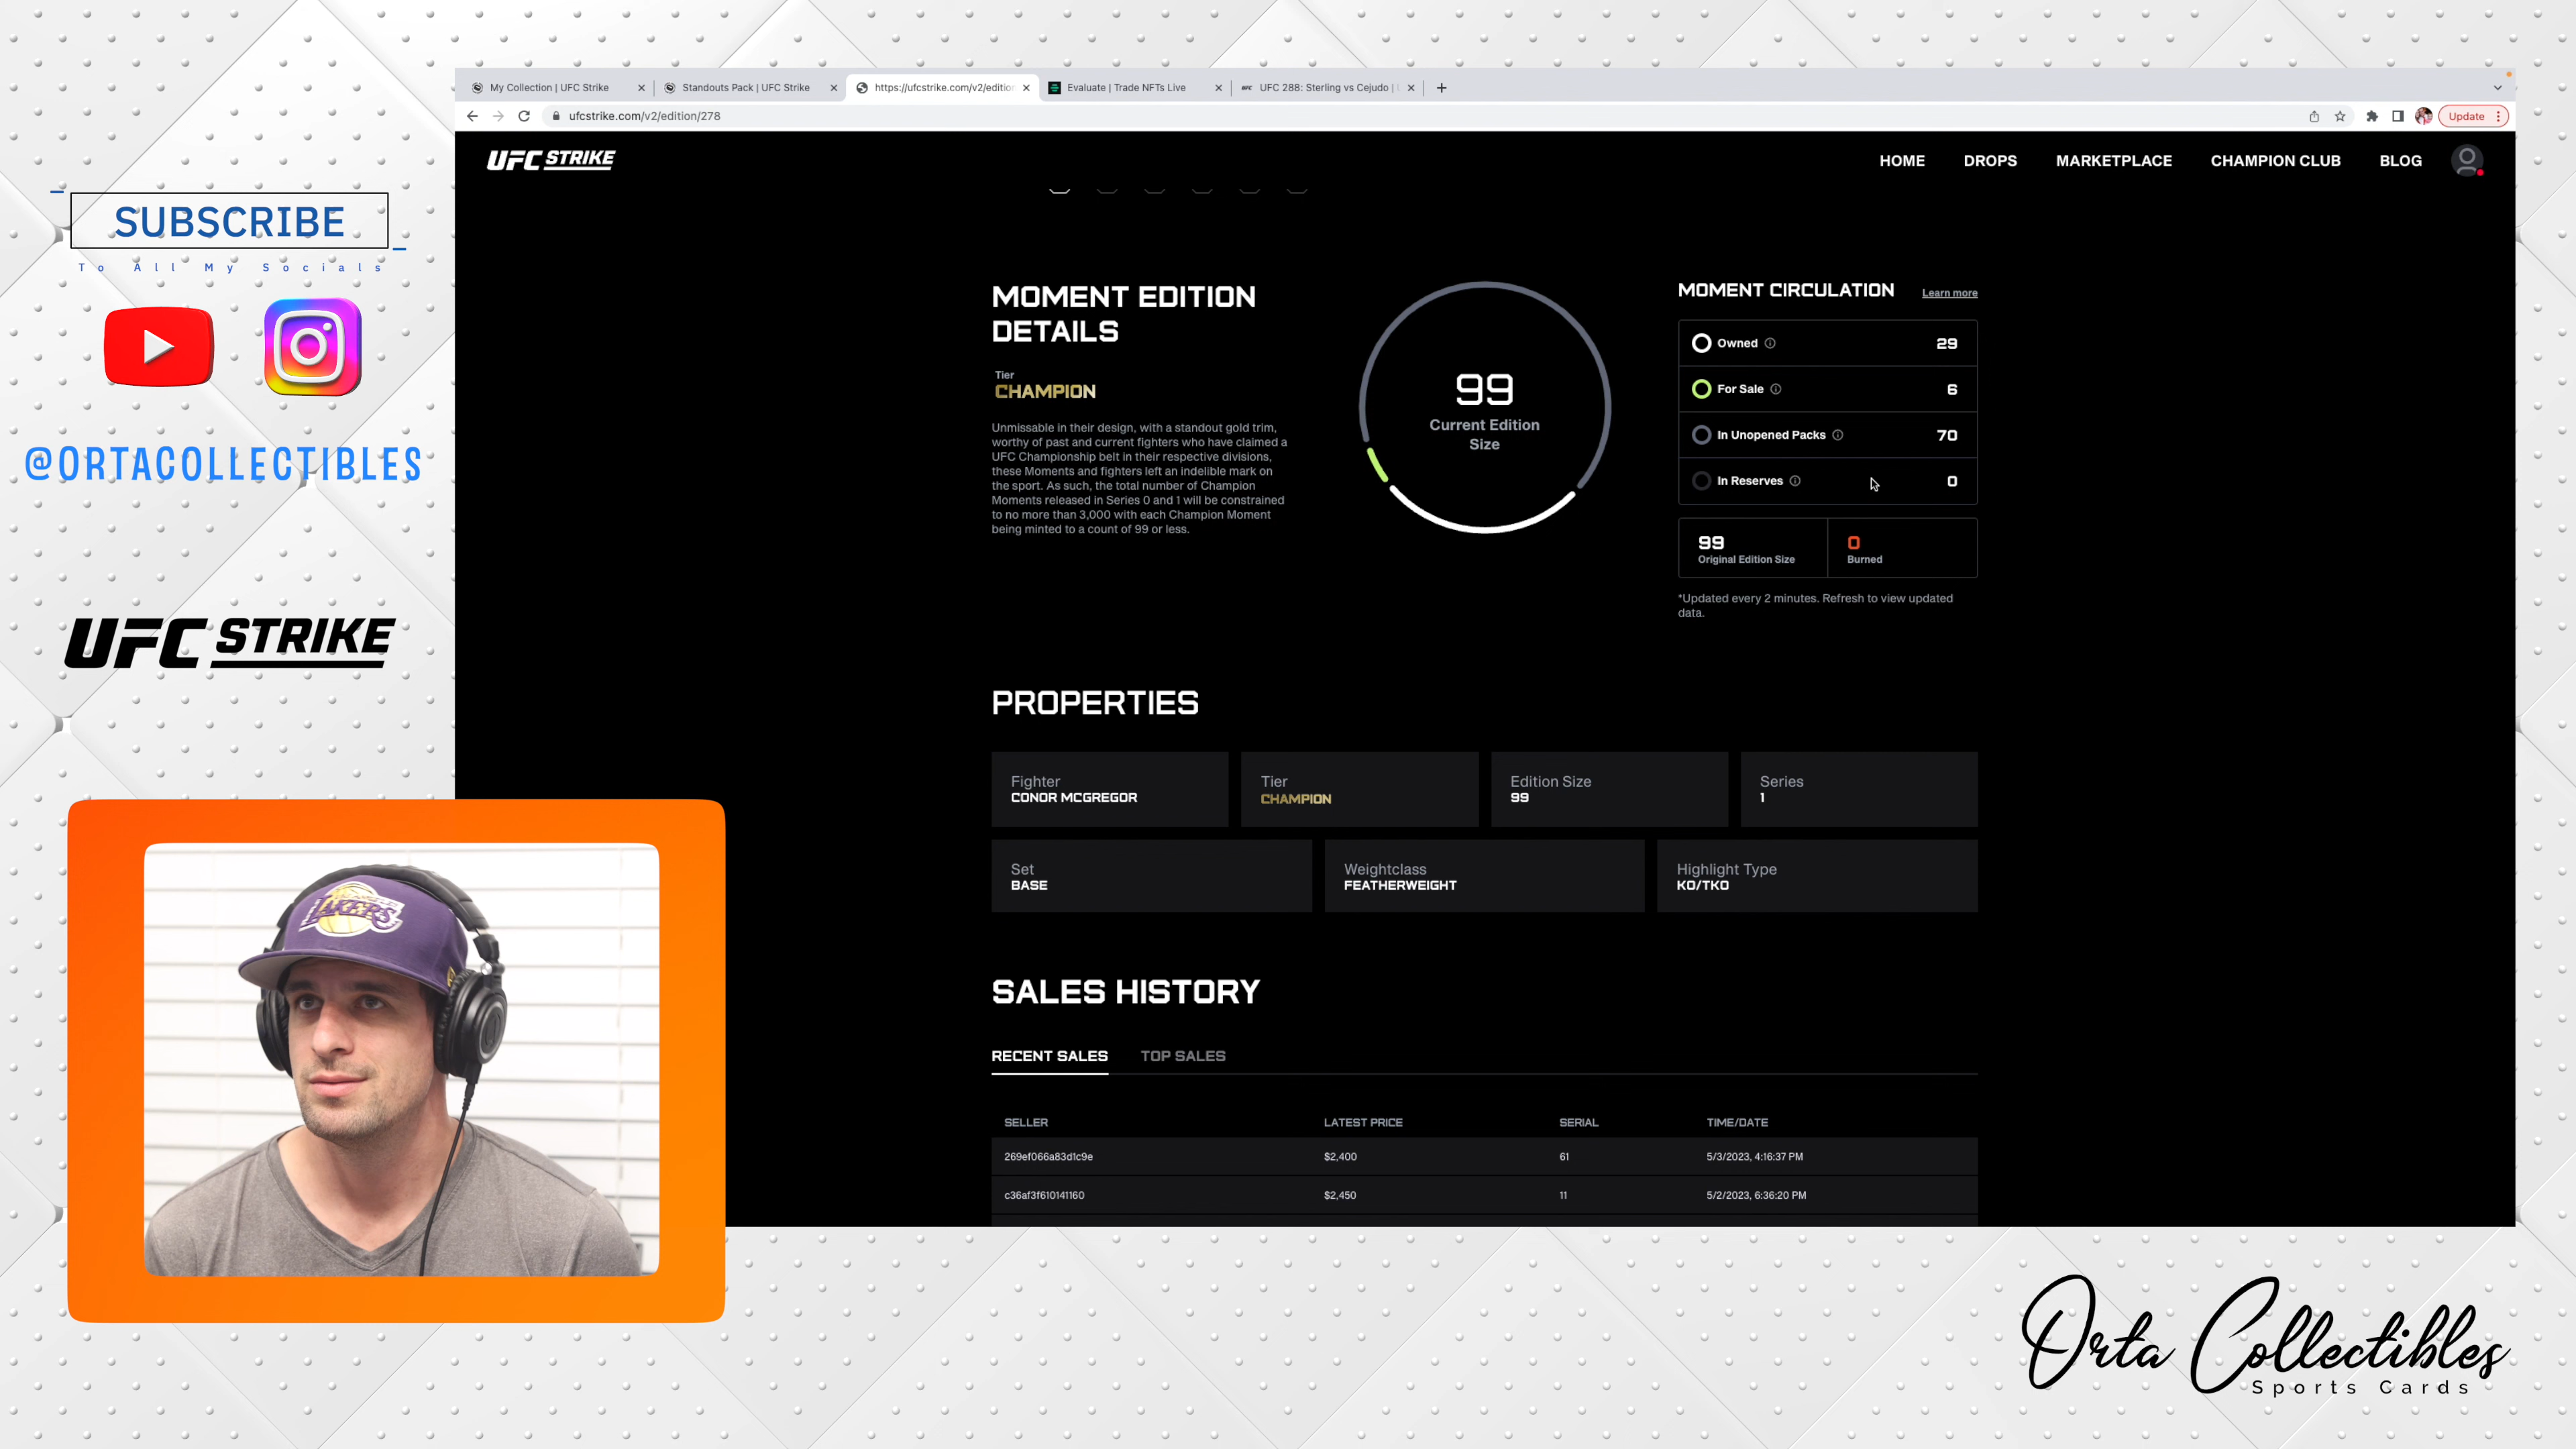 My Collection | UFC Strike
Standouts Pack | UFC Strike
https://ufcstrike.com/v2/edition
Evaluate | Trade NFTs Live
UFC 288: Sterling vs Cejudo |
ufcstrike.com/v2/edition/278
Update
UFC STRIKE
HOME
DROPS
MARKETPLACE
CHAMPION CLUB
BLOG
SUBSCRIBE
To All My Socials
@ORTACOLLECTIBLES
UFC STRIKE
MOMENT EDITION
DETAILS
Tier
CHAMPION
Unmissable in their design, with a standout gold trim,
worthy of past and current fighters who have claimed a
UFC Championship belt in their respective divisions,
these Moments and fighters left an indelible mark on
the sport. As such, the total number of Champion
Moments released in Series 0 and 1 will be constrained
to no more than 3,000 with each Champion Moment
being minted to a count of 99 or less.
99
Current Edition
Size
MOMENT CIRCULATION
Learn more
Owned 29
For Sale 6
In Unopened Packs 70
In Reserves 0
99
Original Edition Size
0
Burned
*Updated every 2 minutes. Refresh to view updated
data.
PROPERTIES
Fighter
CONOR MCGREGOR
Tier
CHAMPION
Edition Size
99
Series
1
Set
BASE
Weightclass
FEATHERWEIGHT
Highlight Type
KO/TKO
SALES HISTORY
RECENT SALES
TOP SALES
SELLER LATEST PRICE SERIAL TIME/DATE
269ef066a83d1c9e $2,400 61 5/3/2023, 4:16:37 PM
c36af3f610141160 $2,450 11 5/2/2023, 6:36:20 PM
LAKERS
Orta Collectibles
Sports Cards